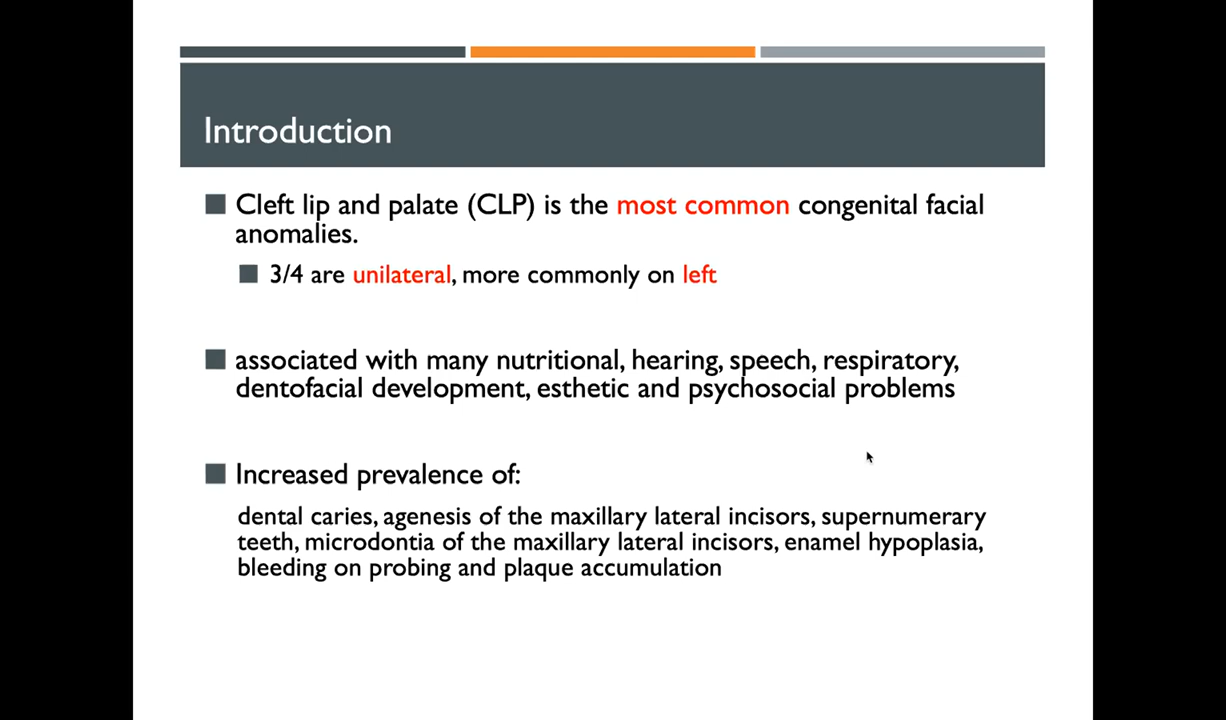 Introduction
Cleft lip and palate (CLP) is the most common congenital facial
anomalies.
3/4 are unilateral, more commonly on left
associated with many nutritional, hearing, speech, respiratory,
dentofacial development, esthetic and psychosocial problems
Increased prevalence of:
dental caries, agenesis of the maxillary lateral incisors, supernumerary
teeth, microdontia of the maxillary lateral incisors, enamel hypoplasia,
bleeding on probing and plaque accumulation